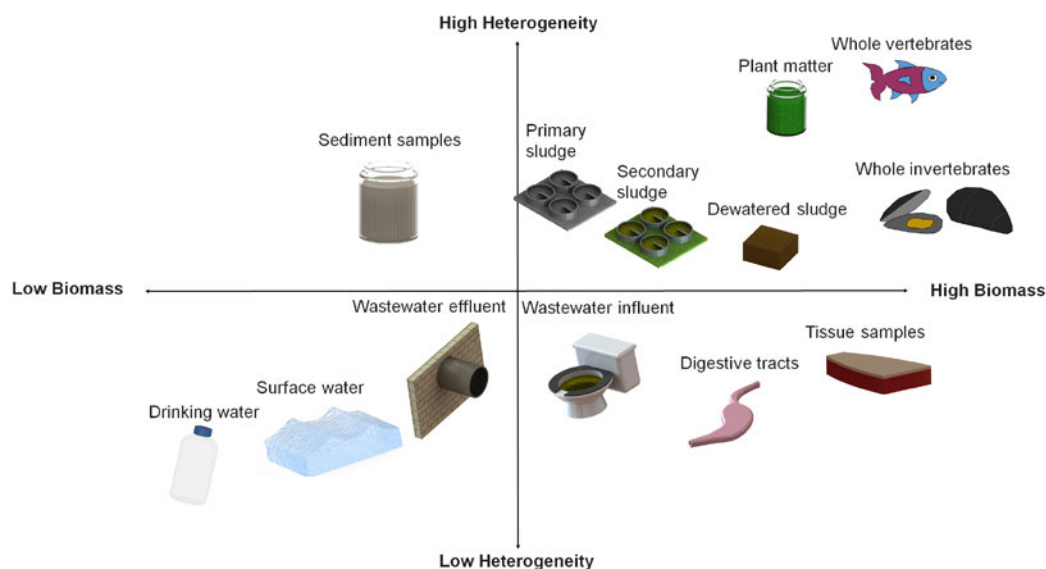 High Heterogeneity
Whole vertebrates
Plant matter
Sediment samples
Primary
sludge
Secondary
sludge
Whole invertebrates
Dewatered sludge
Low Biomass
High Biomass
Wastewater effluent
Wastewater influent
Tissue samples
Digestive tracts
Surface water
Drinking water
Low Heterogeneity